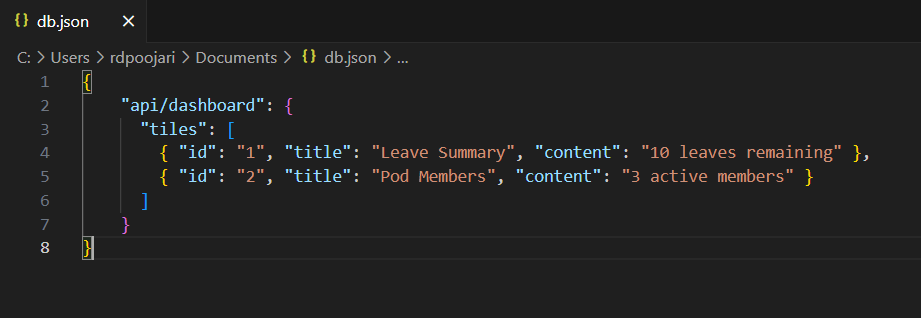 {} db.json ×
C: > Users > rdpoojari > Documents > {} db.json > ...
1 {
2     "api/dashboard": {
3       "tiles": [
4         { "id": "1", "title": "Leave Summary", "content": "10 leaves remaining" },
5         { "id": "2", "title": "Pod Members", "content": "3 active members" }
6       ]
7     }
8 }